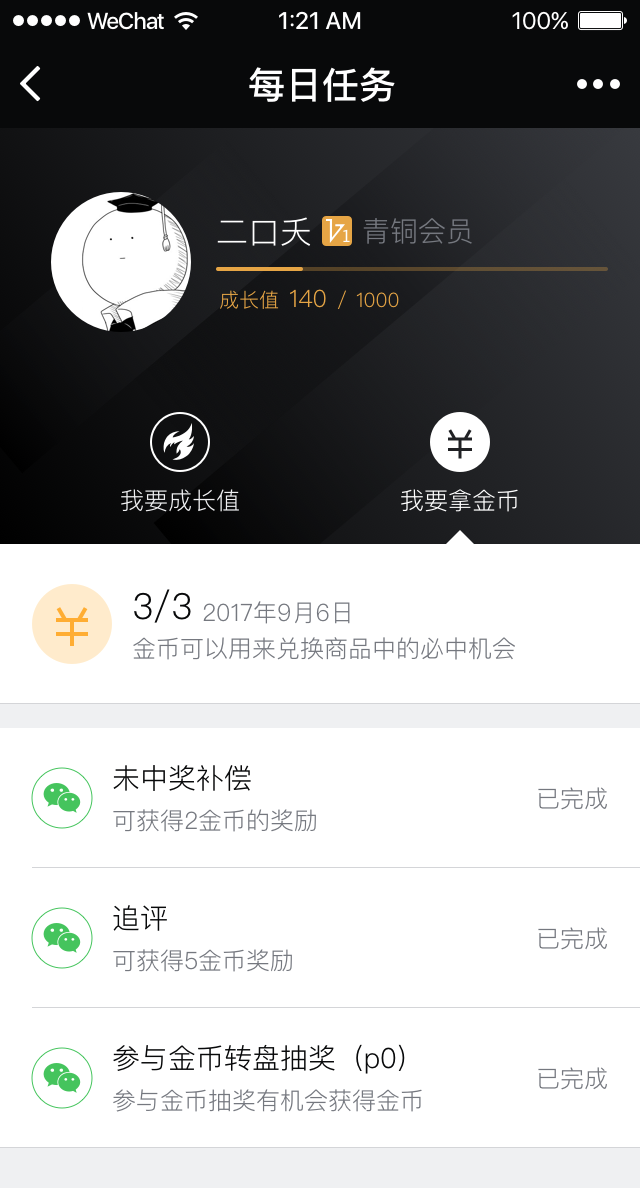 WeChat 1:21 AM 100%
每日任务
二口夭 V1 青铜会员
成长值 140 / 1000
我要成长值 我要拿金币
3/3 2017年9月6日
金币可以用来兑换商品中的必中机会
未中奖补偿
可获得2金币的奖励
已完成
追评
可获得5金币奖励
已完成
参与金币转盘抽奖（p0）
参与金币抽奖有机会获得金币
已完成